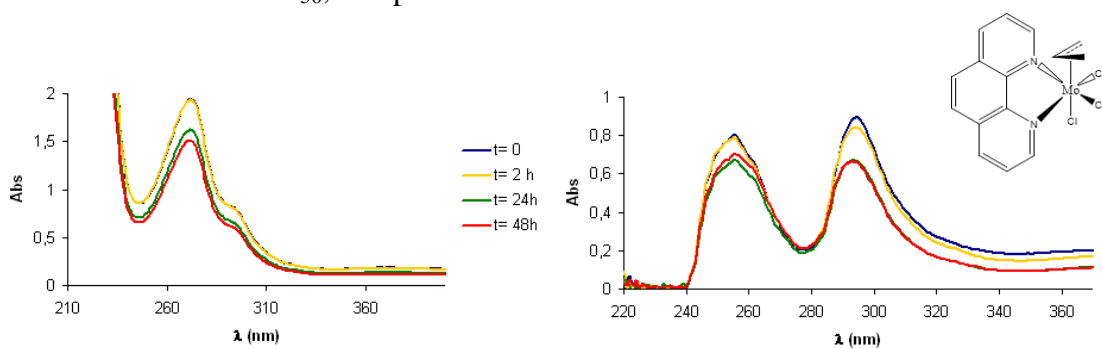 50,
2
1,5
1
0,5
0
210
260
310
360
Abs
λ (nm)
t= 0
t= 2 h
t= 24h
t= 48h
1
0,8
0,6
0,4
0,2
0
220
240
260
280
300
320
340
360
Abs
λ (nm)
N
N
Mo
Cl
C
C